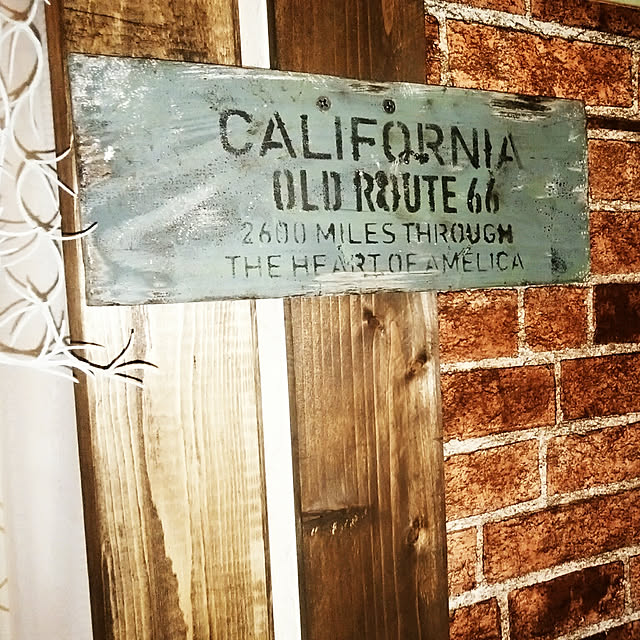 CALIFORNIA
OLD ROUTE 66
2600 MILES THROUGH
THE HEART OF AMELICA